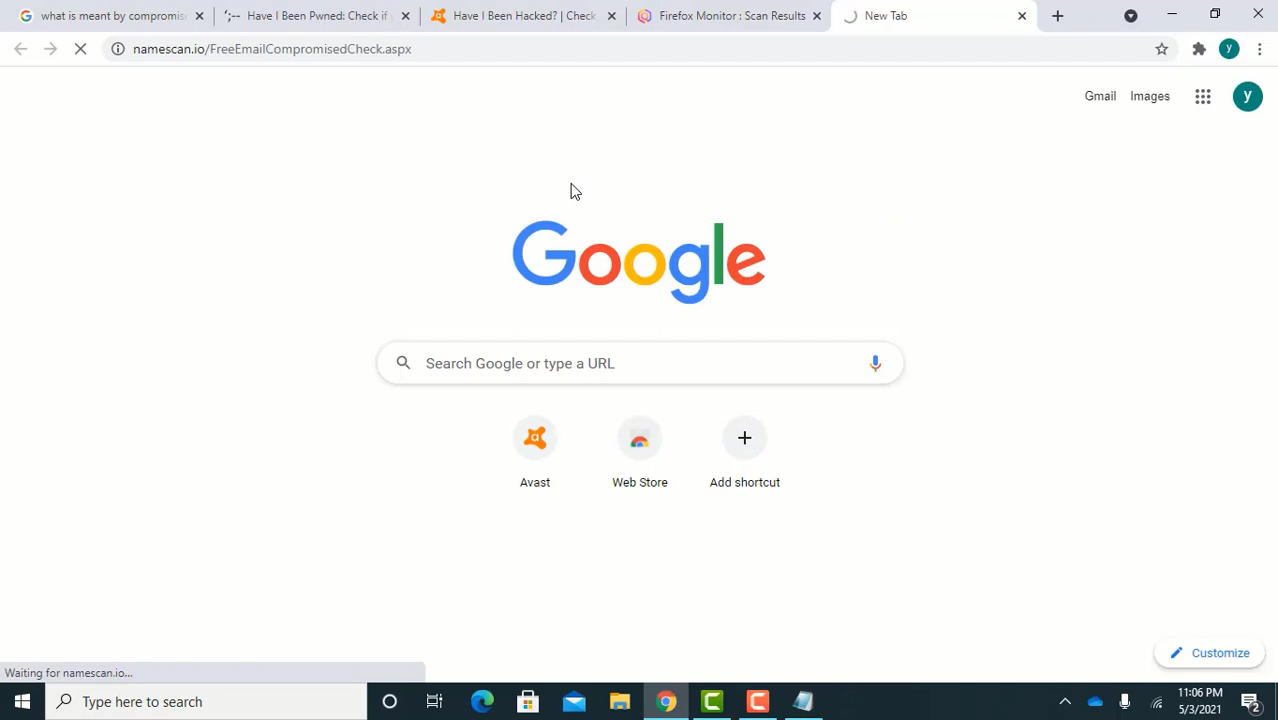 what is meant by compromis
Have I Been Pwned: Check if y
Have I Been Hacked? | Check
Firefox Monitor : Scan Results
New Tab
namescan.io/FreeEmailCompromisedCheck.aspx
y
Gmail
Images
y
Google
Search Google or type a URL
Avast
Web Store
Add shortcut
Customize
Waiting for namescan.io...
Type here to search
11:06 PM
5/3/2021
2